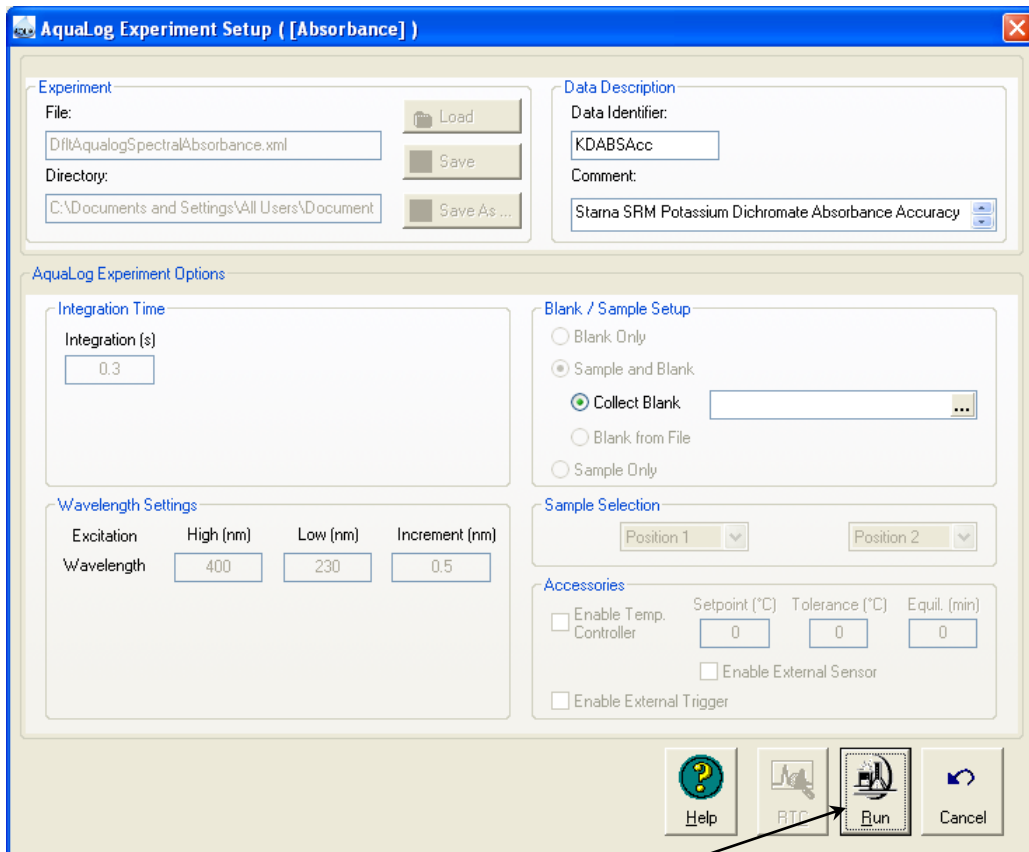 AquaLog Experiment Setup ( [Absorbance] )
Experiment
File:
DfltAqualogSpectralAbsorbance.xml
Load
Save
Directory:
C:\Documents and Settings\All Users\Document
Save As ...
Data Description
Data Identifier:
KDABSAcc
Comment:
Starna SRM Potassium Dichromate Absorbance Accuracy
AquaLog Experiment Options
Integration Time
Integration (s)
0.3
Blank / Sample Setup
Blank Only
Sample and Blank
Collect Blank
...
Blank from File
Sample Only
Wavelength Settings
Excitation High (nm) Low (nm) Increment (nm)
Wavelength 400 230 0.5
Sample Selection
Position 1 Position 2
Accessories
Enable Temp. Controller
Setpoint (°C) Tolerance (°C) Equil. (min)
0 0 0
Enable External Sensor
Enable External Trigger
Help RTC Run Cancel